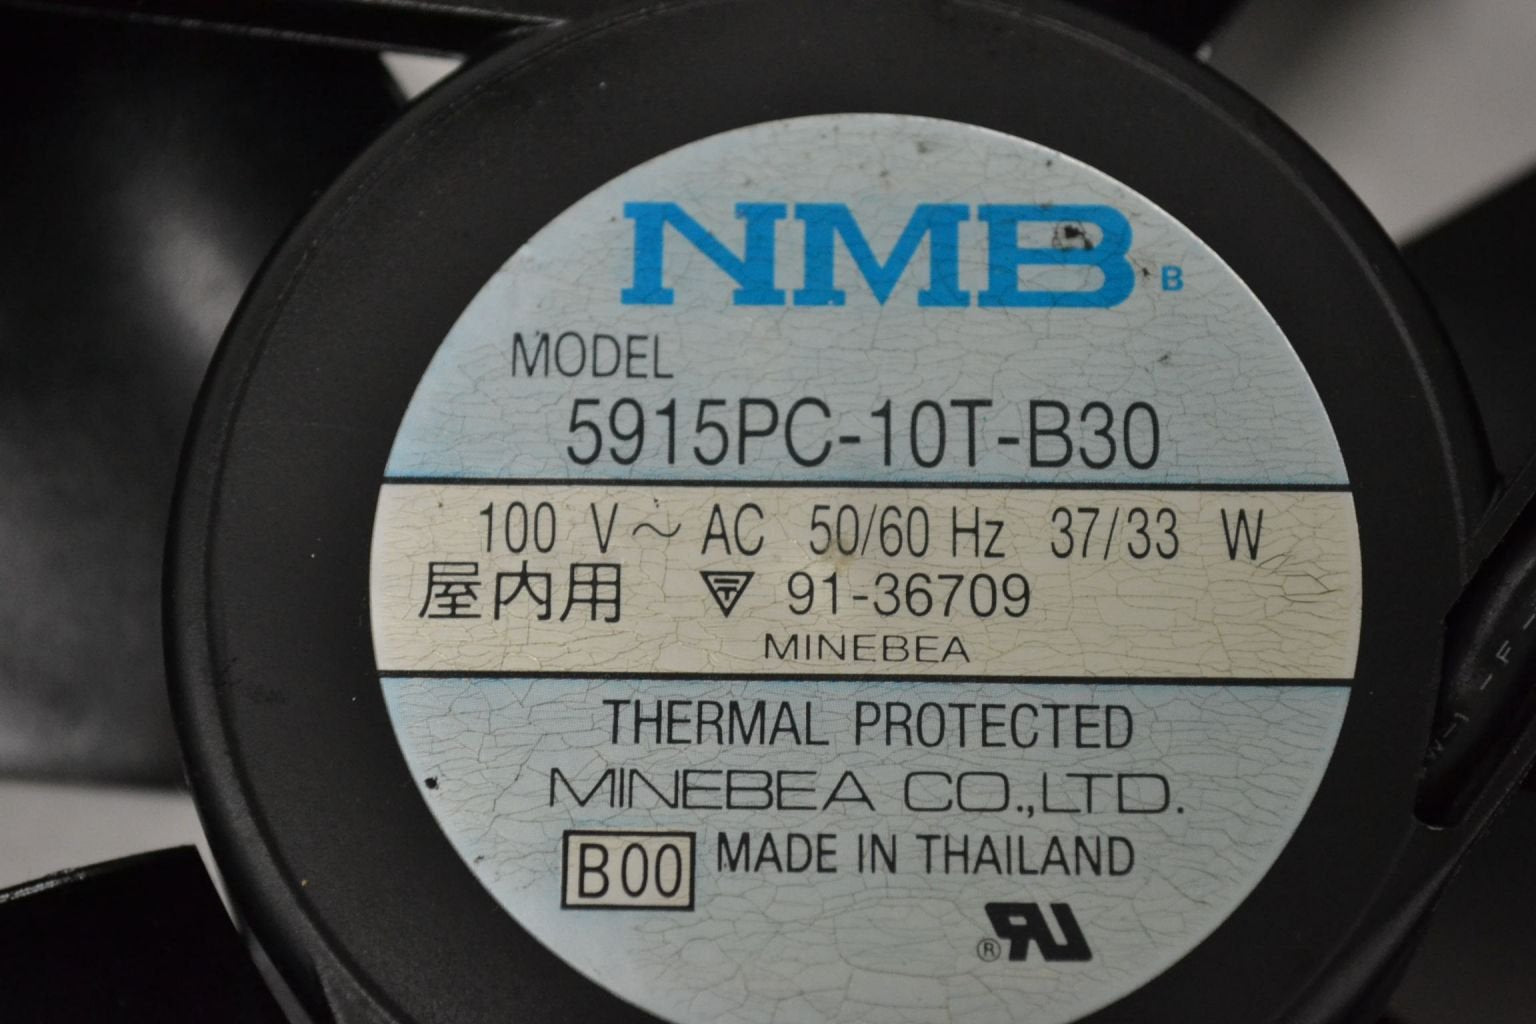 NMB B
MODEL
5915PC-10T-B30
100 V~ AC 50/60 Hz 37/33 W
屋内用 91-36709
MINEBEA
THERMAL PROTECTED
MINEBEA CO.,LTD.
B00 MADE IN THAILAND
® UR